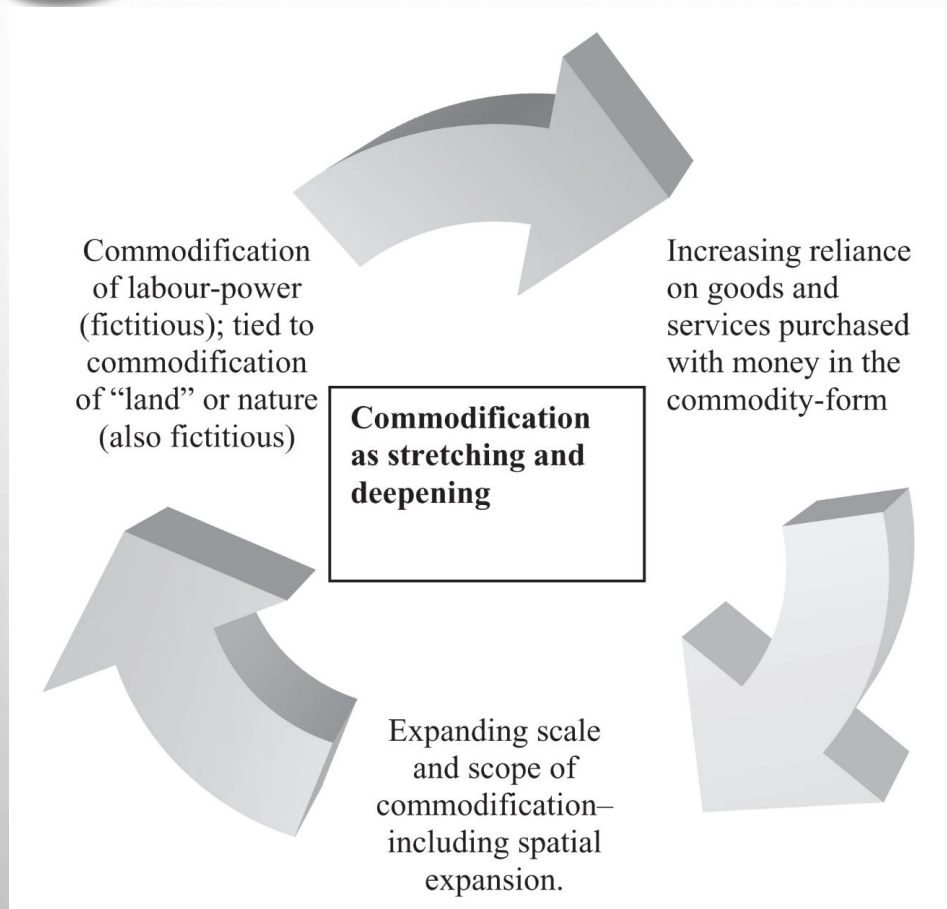 Commodification
of labour-power
(fictitious); tied to
commodification
of “land” or nature
(also fictitious)
Increasing reliance
on goods and
services purchased
with money in the
commodity-form
Commodification
as stretching and
deepening
Expanding scale
and scope of
commodification–
including spatial
expansion.